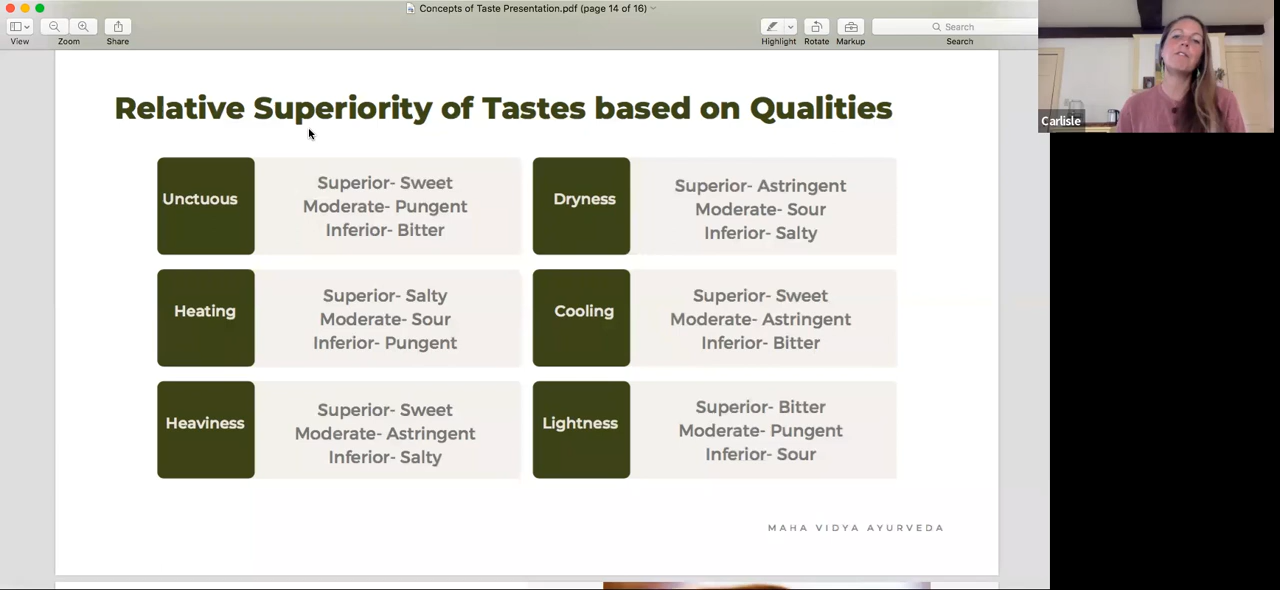 Concepts of Taste Presentation.pdf (page 14 of 16)
View
Zoom
Share
Highlight
Rotate
Markup
Search
Search
Carlisle
Relative Superiority of Tastes based on Qualities
Unctuous
Superior- Sweet
Moderate- Pungent
Inferior- Bitter
Dryness
Superior- Astringent
Moderate- Sour
Inferior- Salty
Heating
Superior- Salty
Moderate- Sour
Inferior- Pungent
Cooling
Superior- Sweet
Moderate- Astringent
Inferior- Bitter
Heaviness
Superior- Sweet
Moderate- Astringent
Inferior- Salty
Lightness
Superior- Bitter
Moderate- Pungent
Inferior- Sour
MAHA VIDYA AYURVEDA